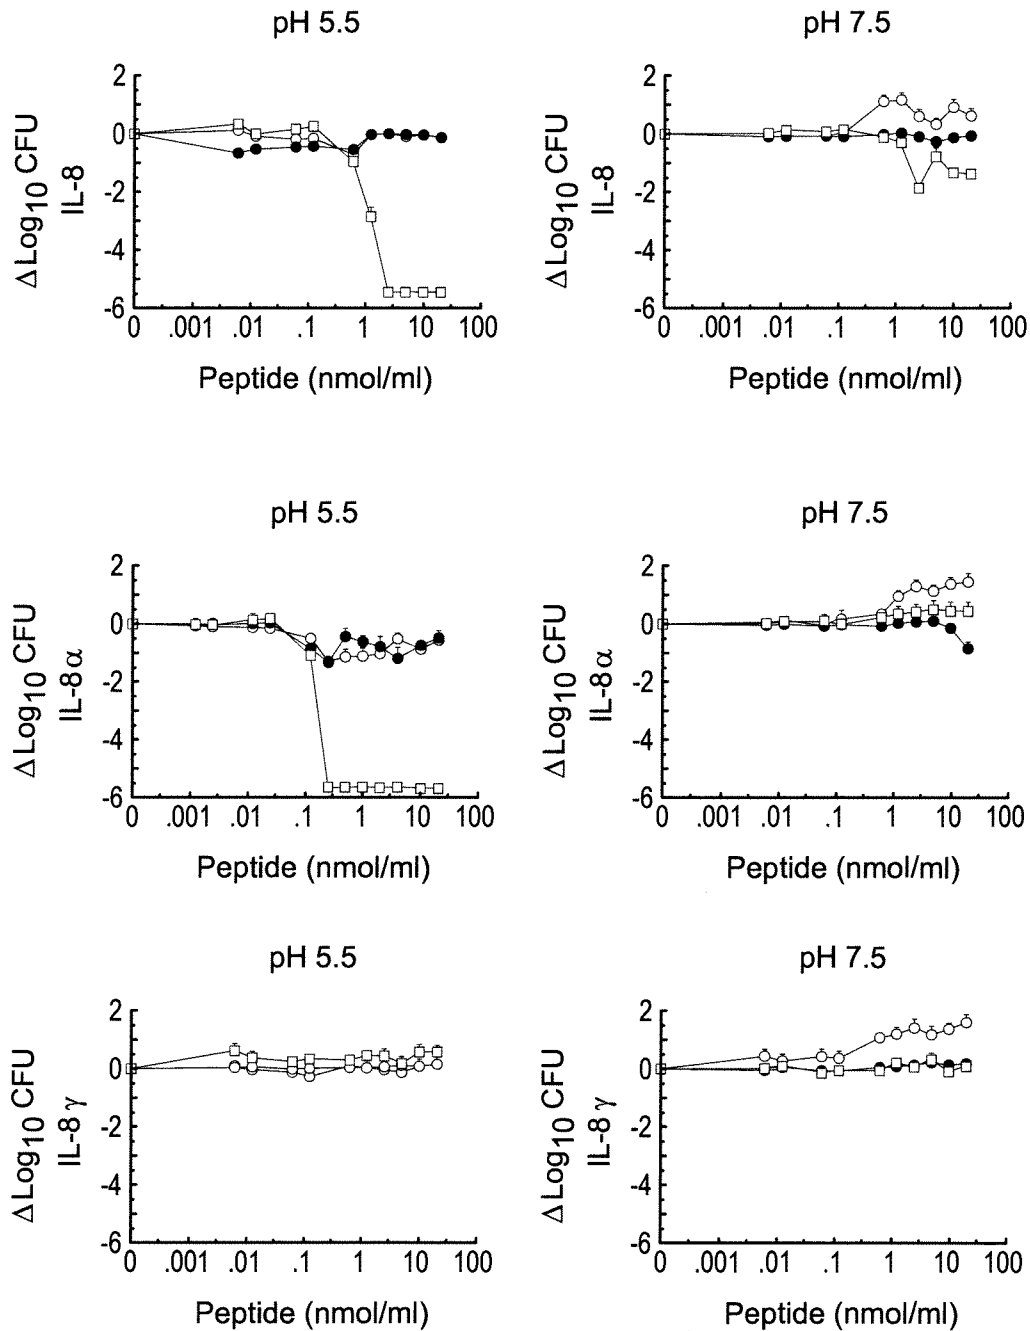 pH 5.5
2
0
-2
-4
-6
ΔLog10 CFU
IL-8
0 .001 .01 .1 1 10 100
Peptide (nmol/ml)
pH 7.5
2
0
-2
-4
-6
ΔLog10 CFU
IL-8
0 .001 .01 .1 1 10 100
Peptide (nmol/ml)
pH 5.5
2
0
-2
-4
-6
ΔLog10 CFU
IL-8α
0 .001 .01 .1 1 10 100
Peptide (nmol/ml)
pH 7.5
2
0
-2
-4
-6
ΔLog10 CFU
IL-8α
0 .001 .01 .1 1 10 100
Peptide (nmol/ml)
pH 5.5
2
0
-2
-4
-6
ΔLog10 CFU
IL-8γ
0 .001 .01 .1 1 10 100
Peptide (nmol/ml)
pH 7.5
2
0
-2
-4
-6
ΔLog10 CFU
IL-8γ
0 .001 .01 .1 1 10 100
Peptide (nmol/ml)